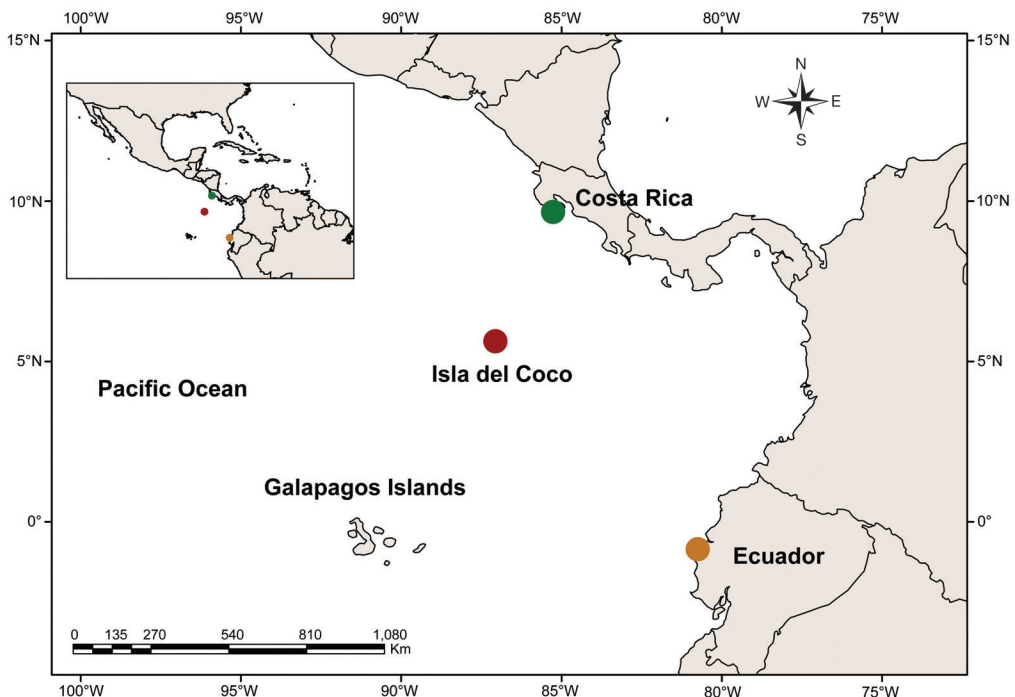 100°W 95°W 90°W 85°W 80°W 75°W
15°N 15°N
N
W E
S
Costa Rica
10°N 10°N
5°N 5°N
Isla del Coco
Pacific Ocean
Galapagos Islands
0° 0°
Ecuador
0 135 270 540 810 1,080
Km
100°W 95°W 90°W 85°W 80°W 75°W